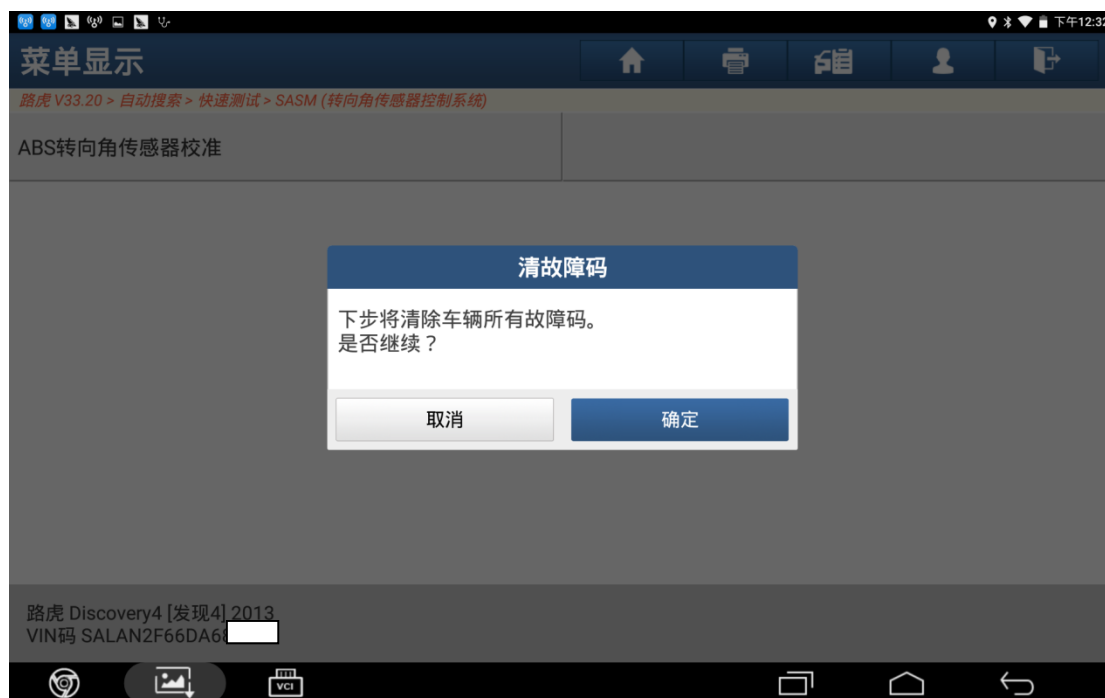 下午12:32
菜单显示
路虎 V33.20 > 自动搜索 > 快速测试 > SASM (转向角传感器控制系统)
ABS转向角传感器校准
清故障码
下步将清除车辆所有故障码。
是否继续？
取消
确定
路虎 Discovery4 [发现4] 2013
VIN码 SALAN2F66DA6
VCI